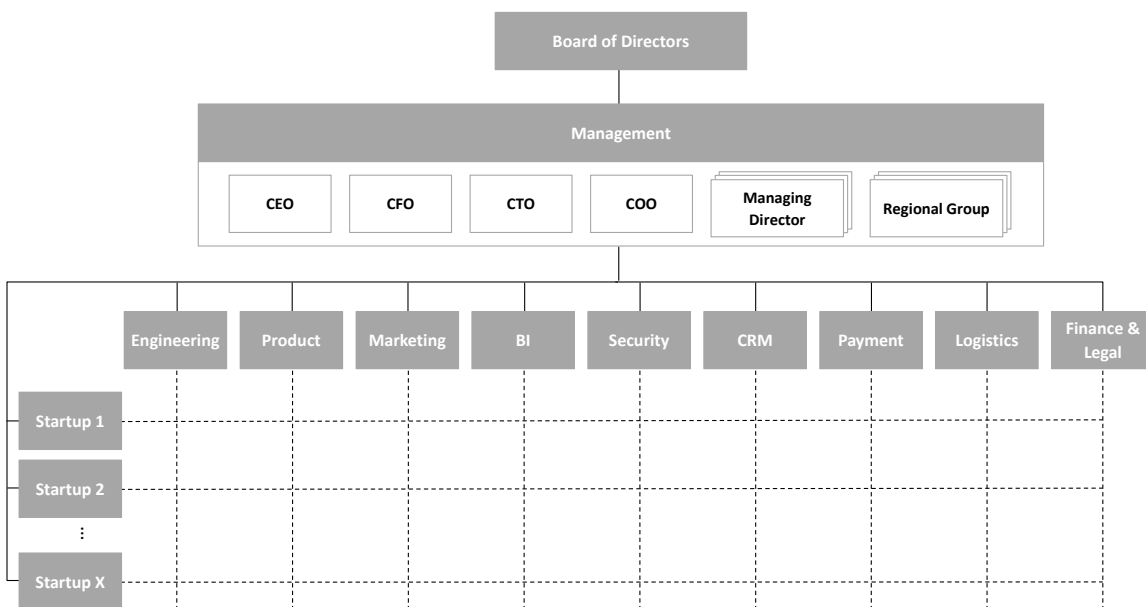 Board of Directors
Management
CEO
CFO
CTO
COO
Managing
Director
Regional Group
Engineering
Product
Marketing
BI
Security
CRM
Payment
Logistics
Finance &
Legal
Startup 1
Startup 2
...
Startup X